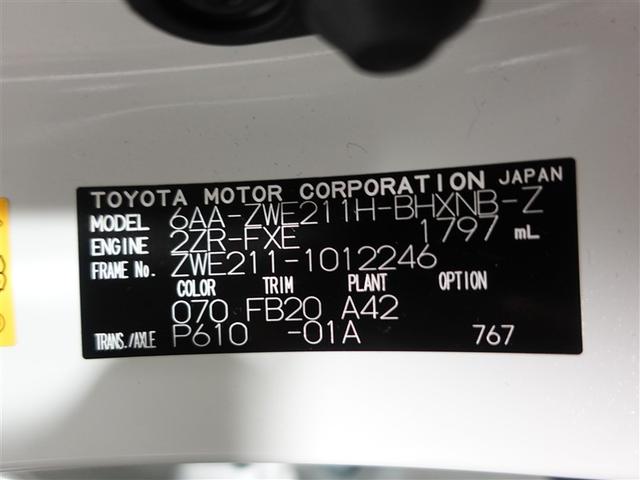 TOYOTA MOTOR CORPORATION JAPAN
MODEL 6AA-ZWE211H-BHXNB-Z
ENGINE 2ZR-FXE 1797 mL
FRAME No. ZWE211-1012246
COLOR TRIM PLANT OPTION
070 FB20 A42
TRANS./AXLE P610 -01A 767